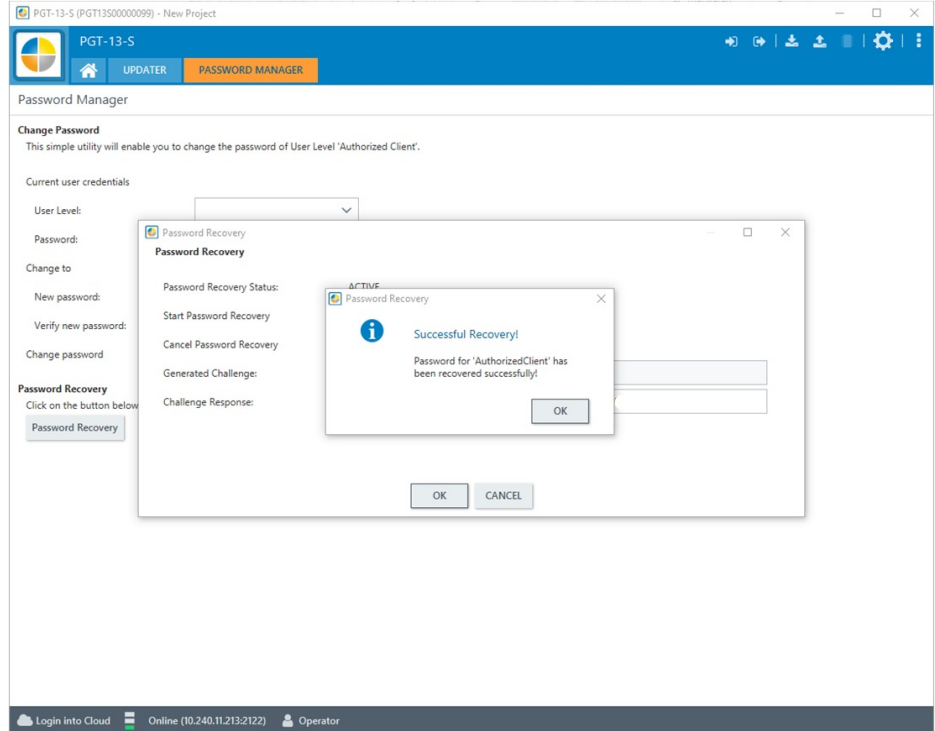 PGT-13-S (PGT13S00000099) - New Project
PGT-13-S
UPDATER
PASSWORD MANAGER
Password Manager
Change Password
This simple utility will enable you to change the password of User Level 'Authorized Client'.
Current user credentials
User Level:
Password:
Change to
New password:
Verify new password:
Change password
Password Recovery
Click on the button below
Password Recovery
Password Recovery
Password Recovery
Password Recovery Status:
ACTIVE
Start Password Recovery
Cancel Password Recovery
Generated Challenge:
Challenge Response:
OK
CANCEL
Password Recovery
Successful Recovery!
Password for 'AuthorizedClient' has
been recovered successfully!
OK
Login into Cloud
Online (10.240.11.213:2122)
Operator